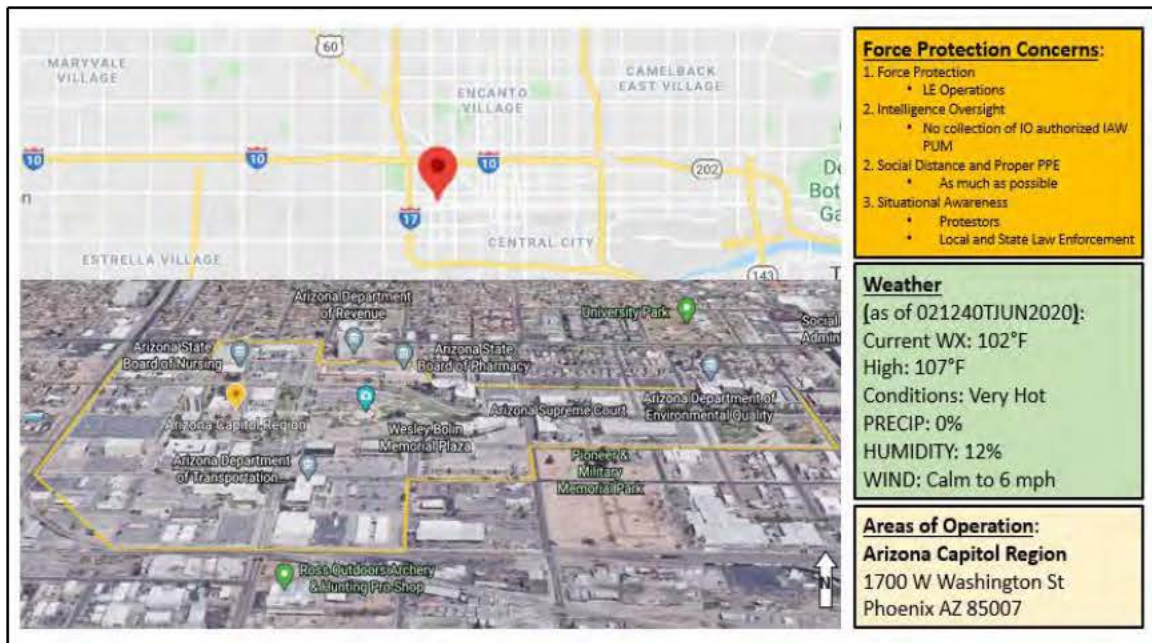 MARYVALE
VILLAGE
60
ENCANTO
VILLAGE
CAMELBACK
EAST VILLAGE
10
10
10
202
De
Bot
Ga
n
17
CENTRAL CITY
ESTRELLA VILLAGE
143
Arizona Department
of Revenue
University Park
Social
Admin
Arizona State
Board of Nursing
Arizona State
Board of Pharmacy
Arizona Capitol Region
Wesley Bolin
Memorial Plaza
Arizona Supreme Court
Arizona Department of
Environmental Quality
Arizona Department
of Transportation...
Pioneer &
Military
Memorial Park
Ross Outdoors Archery
& Hunting Pro Shop
N
Force Protection Concerns:
1. Force Protection
• LE Operations
2. Intelligence Oversight
• No collection of IO authorized IAW
PUM
2. Social Distance and Proper PPE
• As much as possible
3. Situational Awareness
• Protestors
• Local and State Law Enforcement
Weather
(as of 021240TJUN2020):
Current WX: 102°F
High: 107°F
Conditions: Very Hot
PRECIP: 0%
HUMIDITY: 12%
WIND: Calm to 6 mph
Areas of Operation:
Arizona Capitol Region
1700 W Washington St
Phoenix AZ 85007